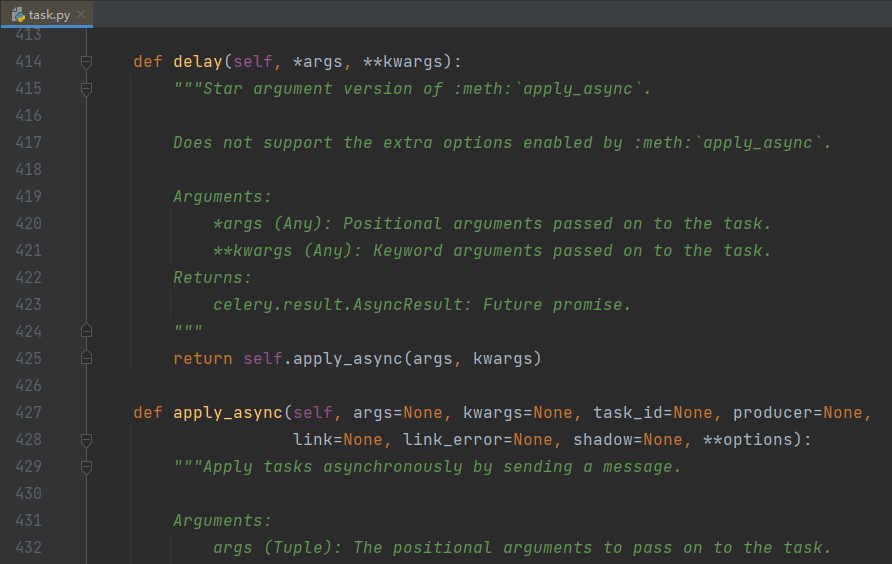 task.py
413
414 def delay(self, *args, **kwargs):
415 """Star argument version of :meth:`apply_async`.
416
417 Does not support the extra options enabled by :meth:`apply_async`.
418
419 Arguments:
420 *args (Any): Positional arguments passed on to the task.
421 **kwargs (Any): Keyword arguments passed on to the task.
422 Returns:
423 celery.result.AsyncResult: Future promise.
424 """
425 return self.apply_async(args, kwargs)
426
427 def apply_async(self, args=None, kwargs=None, task_id=None, producer=None,
428 link=None, link_error=None, shadow=None, **options):
429 """Apply tasks asynchronously by sending a message.
430
431 Arguments:
432 args (Tuple): The positional arguments to pass on to the task.